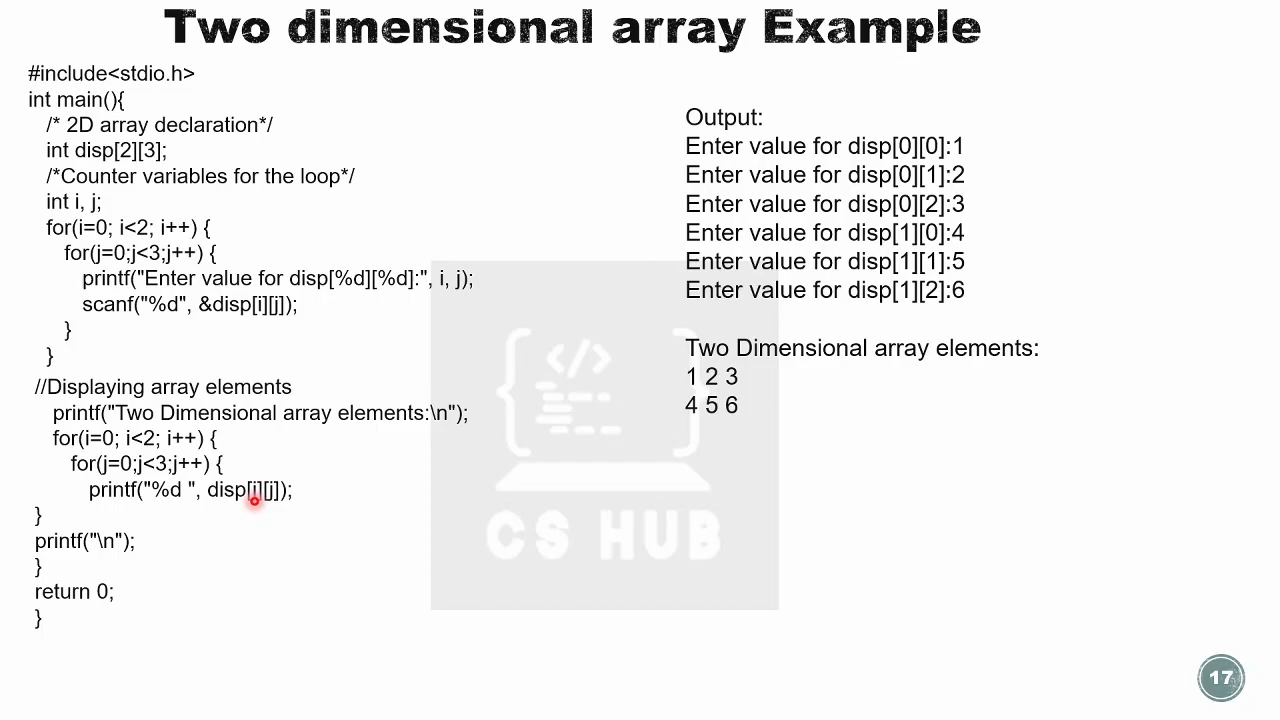 Two dimensional array Example
#include<stdio.h>
int main(){
/* 2D array declaration*/
int disp[2][3];
/*Counter variables for the loop*/
int i, j;
for(i=0; i<2; i++) {
for(j=0;j<3;j++) {
printf("Enter value for disp[%d][%d]:", i, j);
scanf("%d", &disp[i][j]);
}
}
//Displaying array elements
printf("Two Dimensional array elements:\n");
for(i=0; i<2; i++) {
for(j=0;j<3;j++) {
printf("%d ", disp[i][j]);
}
printf("\n");
}
return 0;
}
Output:
Enter value for disp[0][0]:1
Enter value for disp[0][1]:2
Enter value for disp[0][2]:3
Enter value for disp[1][0]:4
Enter value for disp[1][1]:5
Enter value for disp[1][2]:6
Two Dimensional array elements:
1 2 3
4 5 6
{ </> }
CS HUB
17